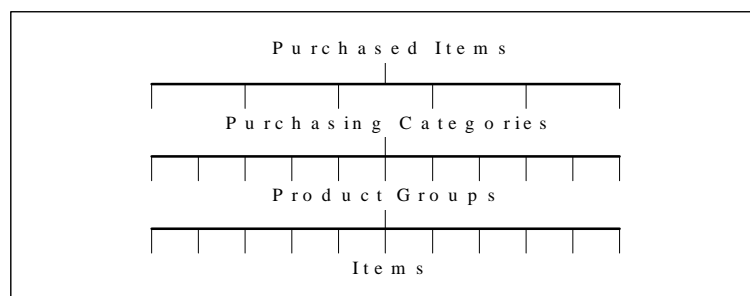 Purchased Items
Purchasing Categories
Product Groups
Items